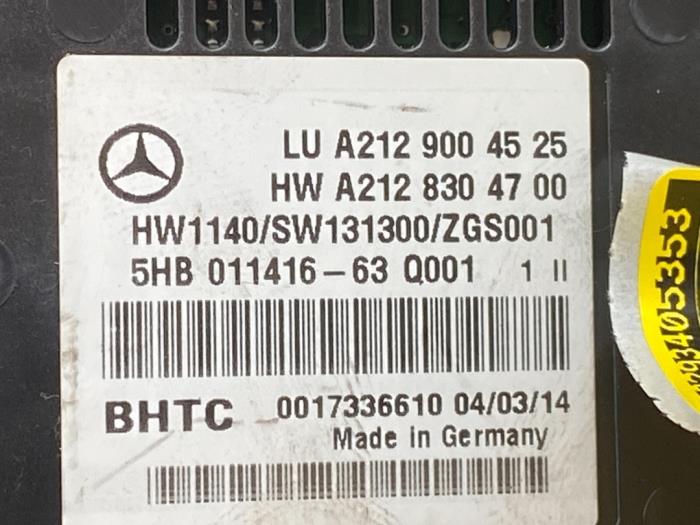 LU A212 900 45 25
HW A212 830 47 00
HW1140/SW131300/ZGS001
5HB 011416-63 Q001 1 II
BHTC 0017336610 04/03/14
Made in Germany
293405353